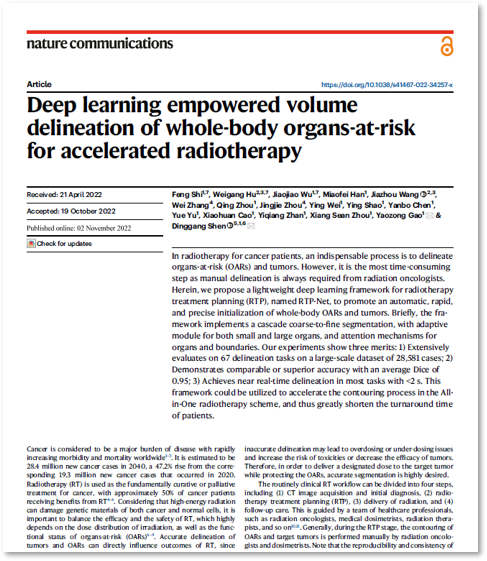 nature communications
Article
https://doi.org/10.1038/s41467-022-34257-x
Deep learning empowered volume
delineation of whole-body organs-at-risk
for accelerated radiotherapy
Received: 21 April 2022
Accepted: 19 October 2022
Published online: 02 November 2022
Check for updates
Feng Shi1,7, Weigang Hu2,3,7, Jiaojiao Wu1,7, Miaofei Han1, Jiazhou Wang2,3,
Wei Zhang4, Qing Zhou1, Jingjie Zhou4, Ying Wei1, Ying Shao1, Yanbo Chen1,
Yue Yu1, Xiaohuan Cao1, Yiqiang Zhan1, Xiang Sean Zhou1, Yaozong Gao1 &
Dinggang Shen5,1,6
In radiotherapy for cancer patients, an indispensable process is to delineate
organs-at-risk (OARs) and tumors. However, it is the most time-consuming
step as manual delineation is always required from radiation oncologists.
Herein, we propose a lightweight deep learning framework for radiotherapy
treatment planning (RTP), named RTP-Net, to promote an automatic, rapid,
and precise initialization of whole-body OARs and tumors. Briefly, the fra-
mework implements a cascade coarse-to-fine segmentation, with adaptive
module for both small and large organs, and attention mechanisms for
organs and boundaries. Our experiments show three merits: 1) Extensively
evaluates on 67 delineation tasks on a large-scale dataset of 28,581 cases; 2)
Demonstrates comparable or superior accuracy with an average Dice of
0.95; 3) Achieves near real-time delineation in most tasks with <2 s. This
framework could be utilized to accelerate the contouring process in the All-
in-One radiotherapy scheme, and thus greatly shorten the turnaround time
of patients.
Cancer is considered to be a major burden of disease with rapidly
increasing morbidity and mortality worldwide1-3. It is estimated to be
28.4 million new cancer cases in 2040, a 47.2% rise from the corre-
sponding 19.3 million new cancer cases that occurred in 2020.
Radiotherapy (RT) is used as the fundamentally curative or palliative
treatment for cancer, with approximately 50% of cancer patients
receiving benefits from RT4-6. Considering that high-energy radiation
can damage genetic materials of both cancer and normal cells, it is
important to balance the efficacy and the safety of RT, which highly
depends on the dose distribution of irradiation, as well as the func-
tional status of organs-at-risk (OARs)6-9. Accurate delineation of
tumors and OARs can directly influence outcomes of RT, since
inaccurate delineation may lead to overdosing or under-dosing issues
and increase the risk of toxicities or decrease the efficacy of tumors.
Therefore, in order to deliver a designated dose to the target tumor
while protecting the OARs, accurate segmentation is highly desired.
The routinely clinical RT workflow can be divided into four steps,
including (1) CT image acquisition and initial diagnosis, (2) radio-
therapy treatment planning (RTP), (3) delivery of radiation, and (4)
follow-up care. This is guided by a team of healthcare professionals,
such as radiation oncologists, medical dosimetrists, radiation thera-
pists, and so on. Generally, during the RTP stage, the contouring of
OARs and target tumors is performed manually by radiation oncolo-
gists and dosimetrists. Note that the reproducibility and consistency of